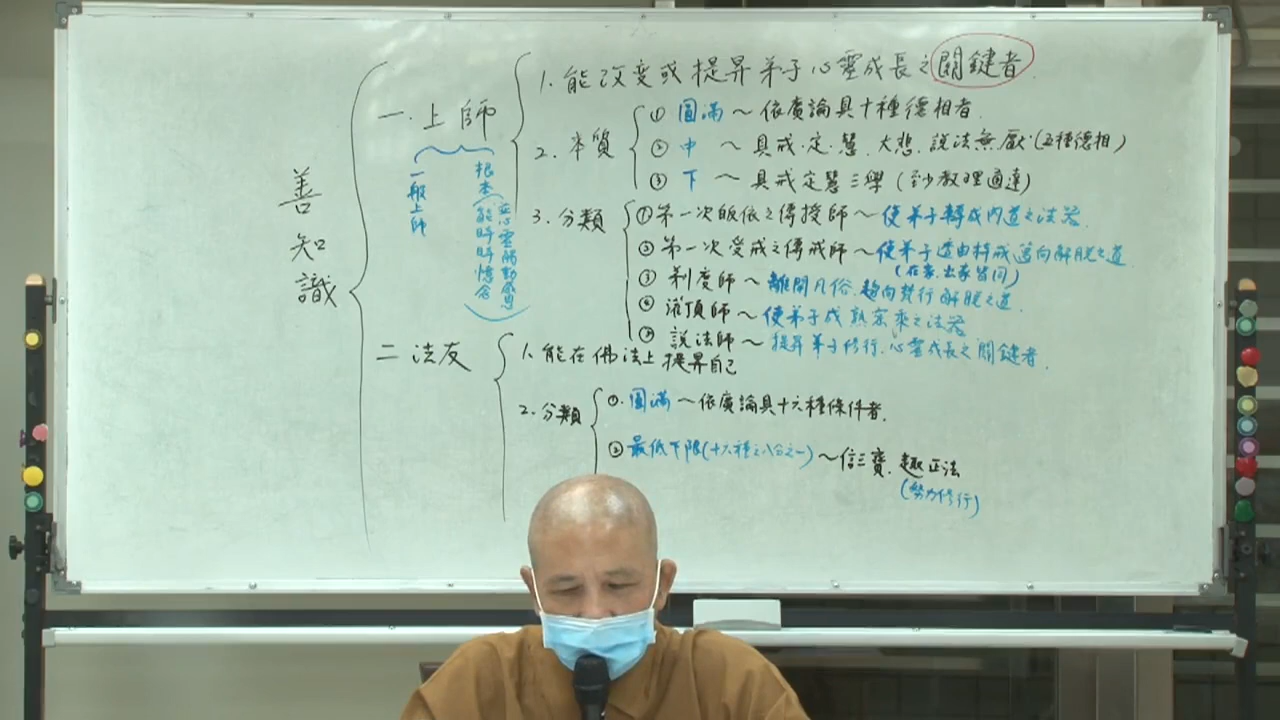 善知識
一.上師
一般上師
根本(能時時憶念
1.能改变或提昇弟子心靈成長之關鍵者.
2.本質
① 圓滿～依廣論具十種德相者.
② 中 ～具戒.定.慧.大悲.說法無厭.(五種德相)
③ 下 ～具戒定慧三學(至少教理通達)
3.分類
①第一次皈依之傳授師～使弟子轉成內道之法器.
②第一次受戒之傳戒師～使弟子透由持戒邁向解脫之道.
(在家.出家皆同)
③ 剃度師～離開凡俗.趣向梵行解脫之道.
④ 灌頂師～使弟子成熟密乘之法器
⑤ 說法師～提昇弟子修行.心靈成長之關鍵者.
二 法友
1.能在佛法上提昇自己
2.分類
①.圓滿～依廣論具十六種條件者.
②最低下限(十六種之八分之一)～信三寶.趣正法
(努力修行)